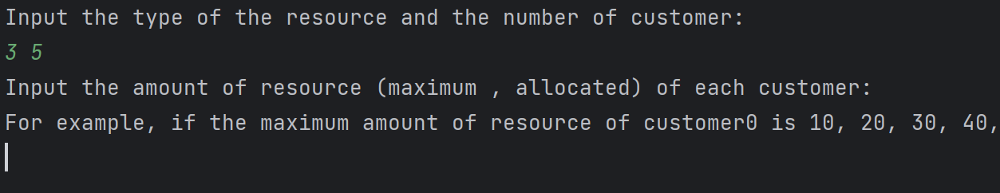 Input the type of the resource and the number of customer:
3 5
Input the amount of resource (maximum , allocated) of each customer:
For example, if the maximum amount of resource of customer0 is 10, 20, 30, 40,